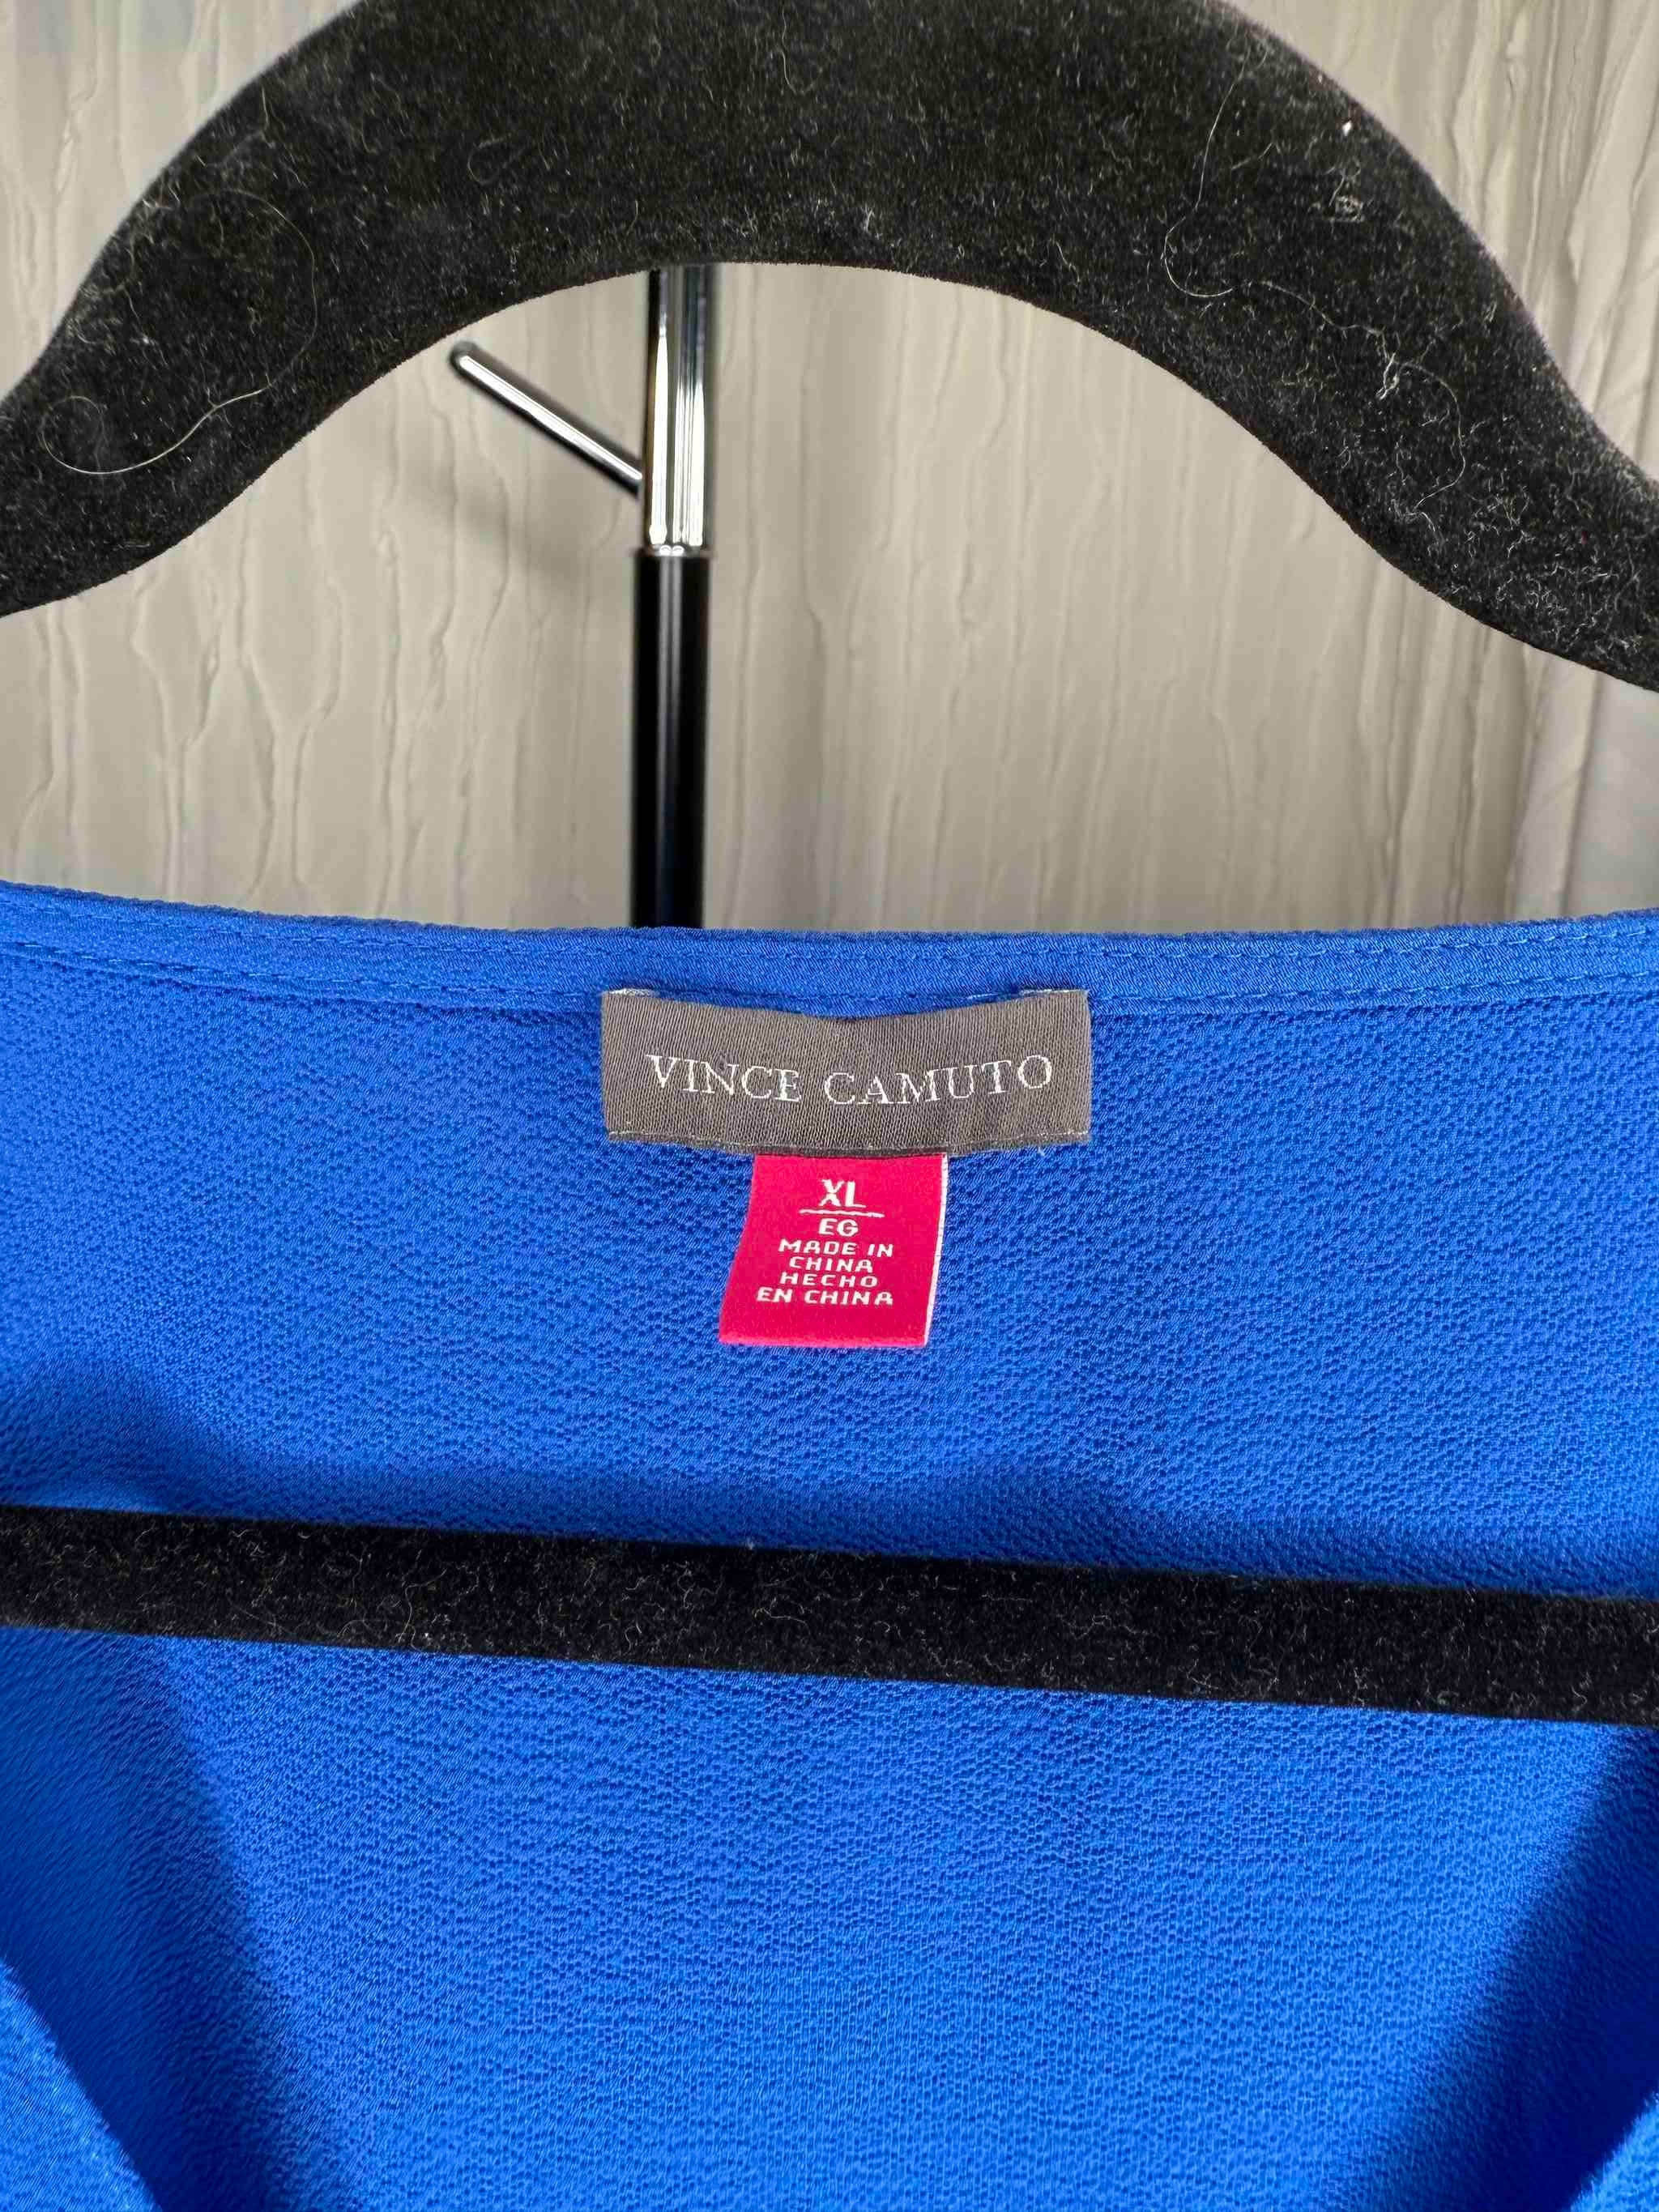 VINCE CAMUTO
XL
EG
MADE IN
CHINA
HECHO
EN CHINA